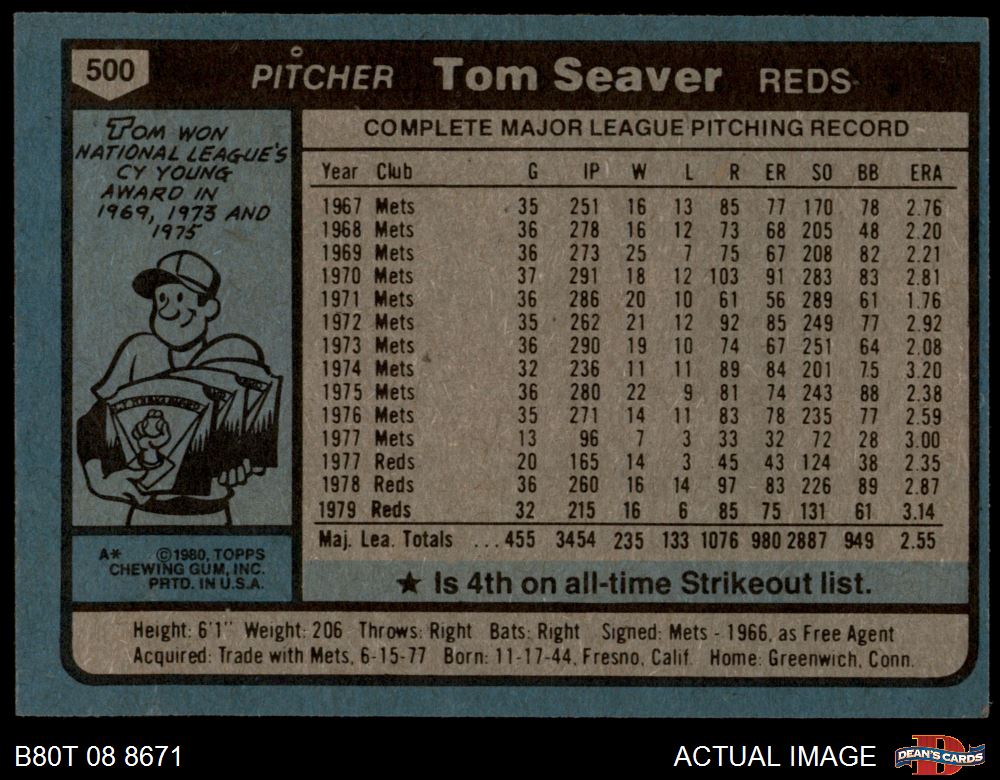 500 PITCHER Tom Seaver REDS
TOM WON
NATIONAL LEAGUE'S
CY YOUNG
AWARD IN
1969, 1973 AND
1975
CY YOUNG AWARD
A* ©1980, TOPPS
CHEWING GUM, INC.
PRTD. IN U.S.A.
COMPLETE MAJOR LEAGUE PITCHING RECORD
Year Club G IP W L R ER SO BB ERA
1967 Mets 35 251 16 13 85 77 170 78 2.76
1968 Mets 36 278 16 12 73 68 205 48 2.20
1969 Mets 36 273 25 7 75 67 208 82 2.21
1970 Mets 37 291 18 12 103 91 283 83 2.81
1971 Mets 36 286 20 10 61 56 289 61 1.76
1972 Mets 35 262 21 12 92 85 249 77 2.92
1973 Mets 36 290 19 10 74 67 251 64 2.08
1974 Mets 32 236 11 11 89 84 201 75 3.20
1975 Mets 36 280 22 9 81 74 243 88 2.38
1976 Mets 35 271 14 11 83 78 235 77 2.59
1977 Mets 13 96 7 3 33 32 72 28 3.00
1977 Reds 20 165 14 3 45 43 124 38 2.35
1978 Reds 36 260 16 14 97 83 226 89 2.87
1979 Reds 32 215 16 6 85 75 131 61 3.14
Maj. Lea. Totals ...455 3454 235 133 1076 980 2887 949 2.55
★ Is 4th on all-time Strikeout list.
Height: 6'1" Weight: 206 Throws: Right Bats: Right Signed: Mets - 1966, as Free Agent
Acquired: Trade with Mets, 6-15-77 Born: 11-17-44, Fresno, Calif. Home: Greenwich, Conn.
B80T 08 8671 ACTUAL IMAGE DEAN'S CARDS